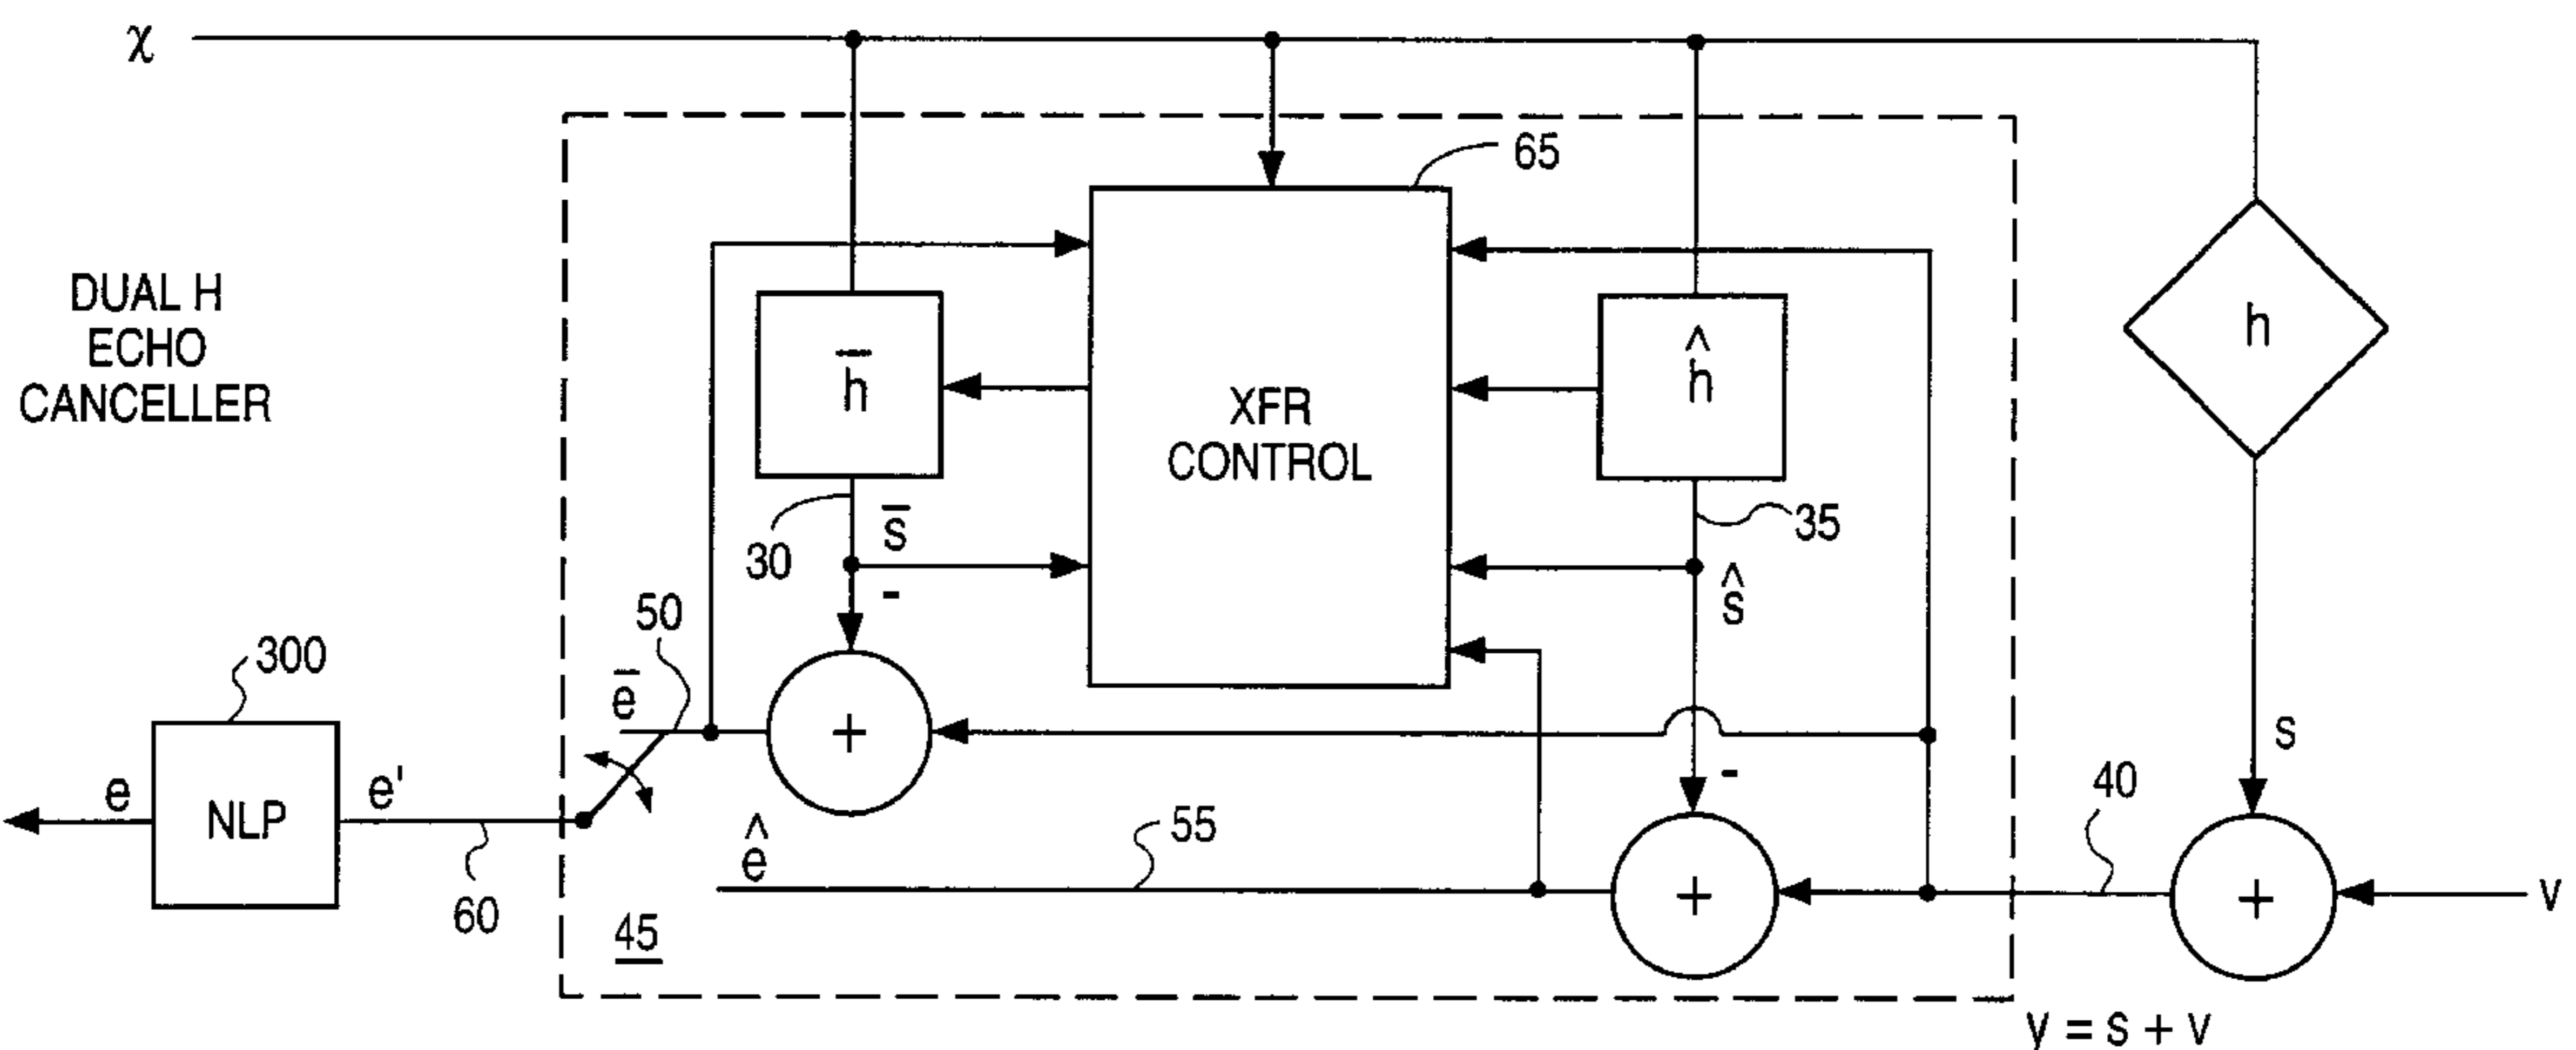 χ
65
DUAL H
ECHO
CANCELLER
h̅
XFR
CONTROL
ĥ
h
30
s̅
-
35
ŝ
50
300
e̅
+
s
e
NLP
e'
-
40
60
ê
55
45
+
+
v
y = s + v